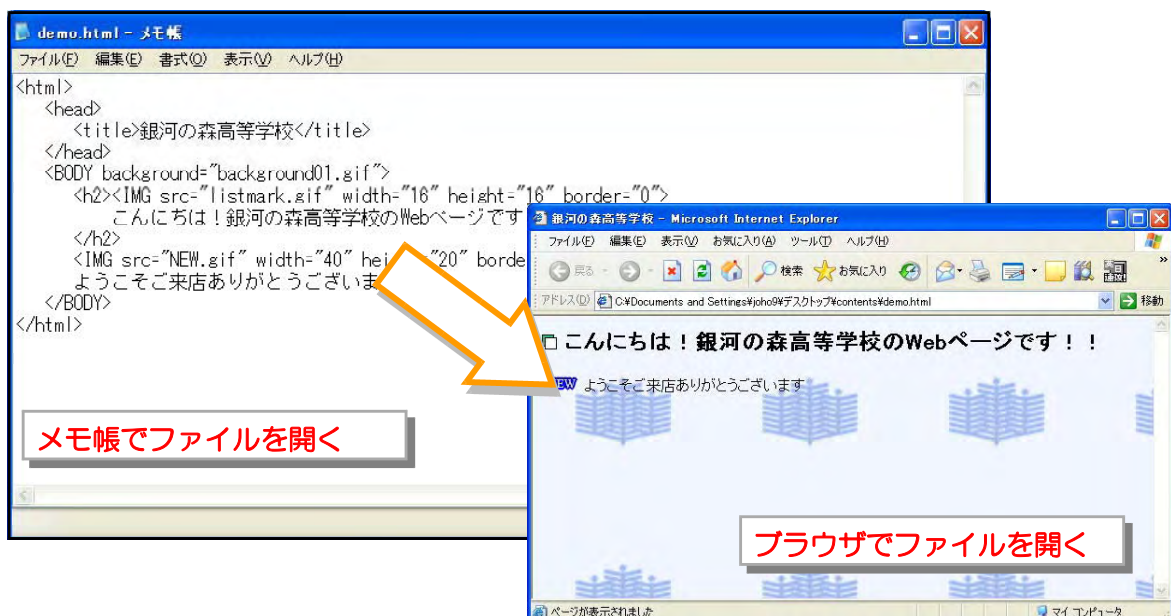 demo.html - メモ帳
ファイル(F) 編集(E) 書式(O) 表示(V) ヘルプ(H)
<html>
<head>
<title>銀河の森高等学校</title>
</head>
<BODY background="background01.gif">
<h2><IMG src="listmark.gif" width="16" height="16" border="0">
こんにちは！銀河の森高等学校のWebページです
</h2>
<IMG src="NEW.gif" width="40" hei "20" borde
ようこそご来店ありがとうございま
</BODY>
</html>
メモ帳でファイルを開く
銀河の森高等学校 - Microsoft Internet Explorer
ファイル(F) 編集(E) 表示(V) お気に入り(A) ツール(T) ヘルプ(H)
戻る 検索 お気に入り
アドレス(D) C:¥Documents and Settings¥joho9¥デスクトップ¥contents¥demo.html 移動
こんにちは！銀河の森高等学校のWebページです！！
ようこそご来店ありがとうございます
ブラウザでファイルを開く
ページが表示されました マイ コンピュータ